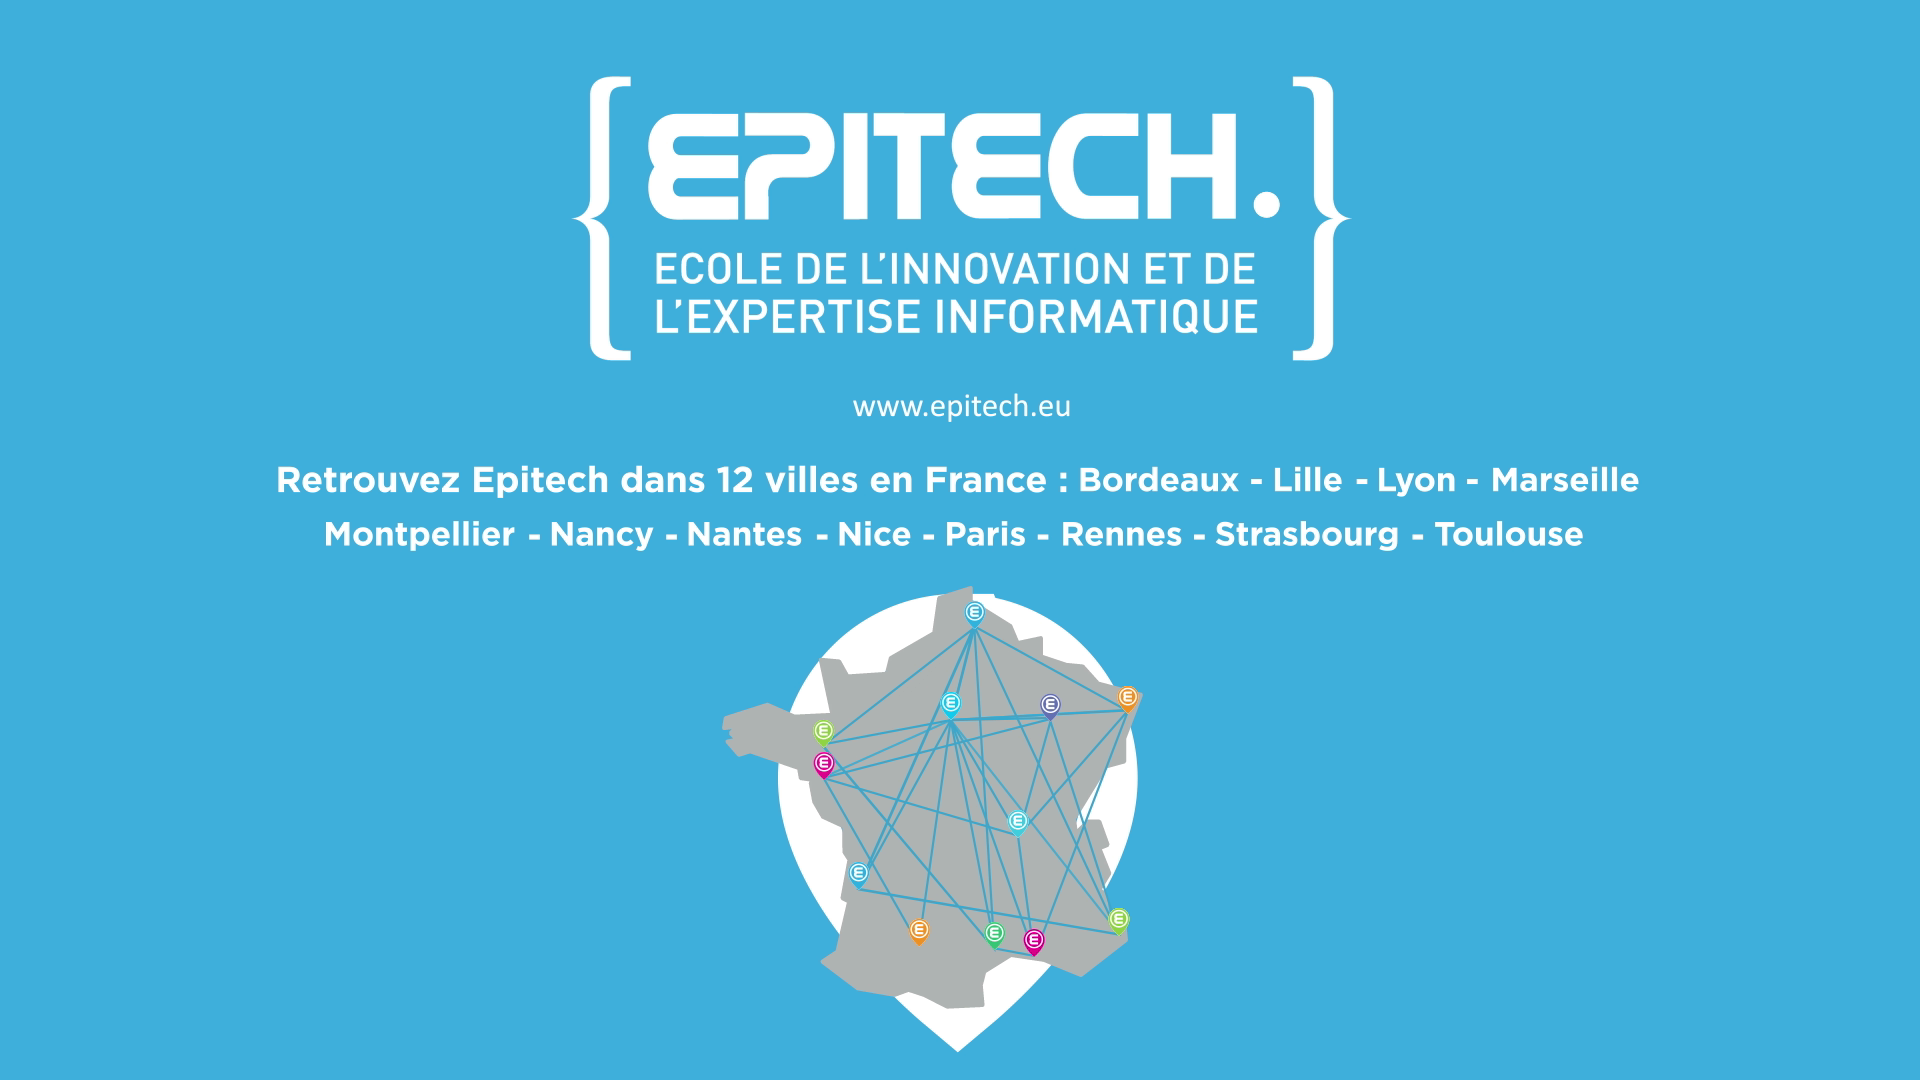 {EPITECH.}
ECOLE DE L'INNOVATION ET DE
L'EXPERTISE INFORMATIQUE
www.epitech.eu
Retrouvez Epitech dans 12 villes en France : Bordeaux - Lille - Lyon - Marseille
Montpellier - Nancy - Nantes - Nice - Paris - Rennes - Strasbourg - Toulouse